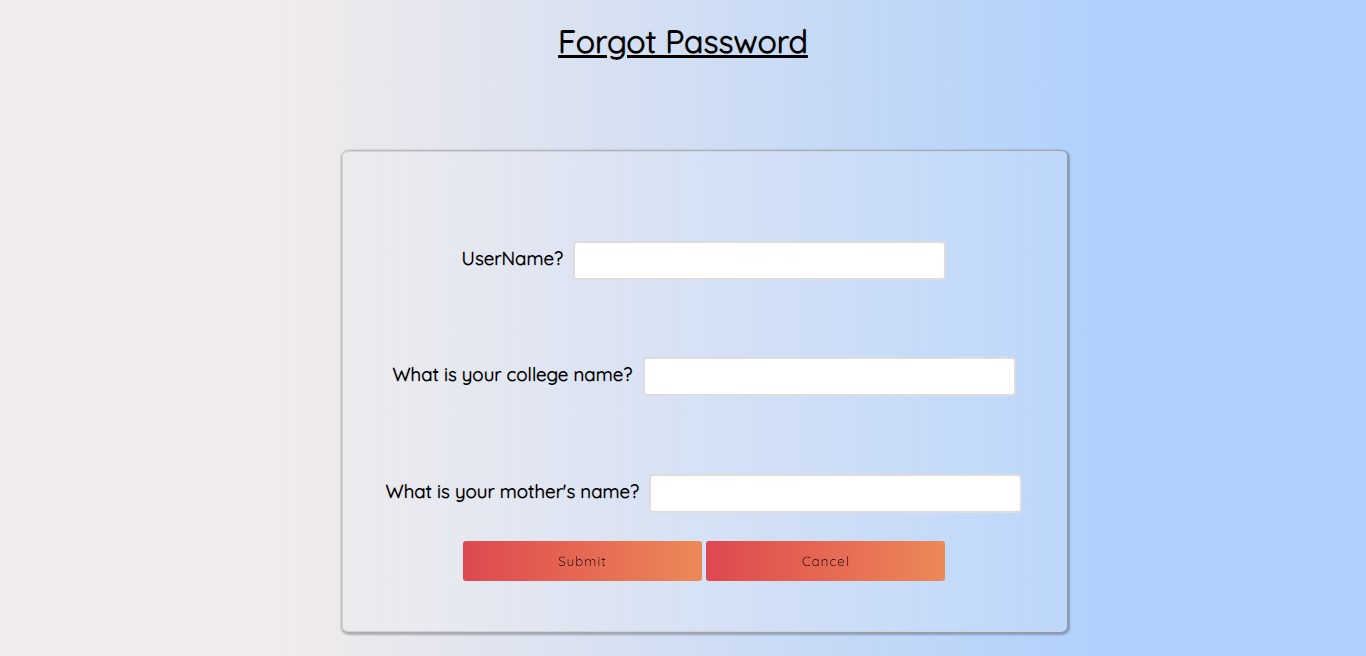 Forgot Password
UserName?
What is your college name?
What is your mother's name?
Submit Cancel